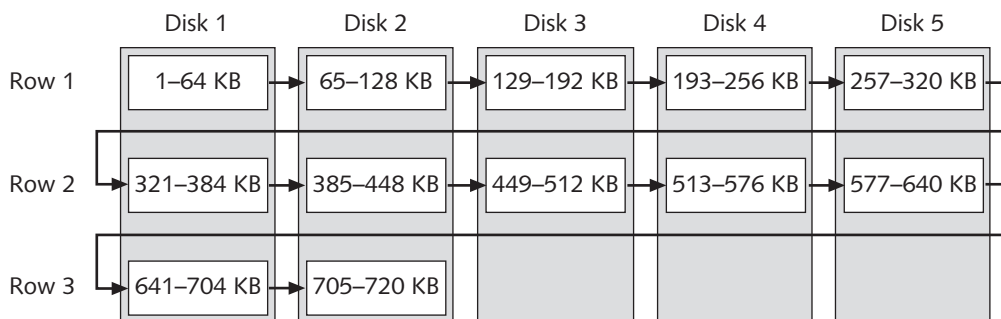 Disk 1 Disk 2 Disk 3 Disk 4 Disk 5
Row 1 1–64 KB 65–128 KB 129–192 KB 193–256 KB 257–320 KB
Row 2 321–384 KB 385–448 KB 449–512 KB 513–576 KB 577–640 KB
Row 3 641–704 KB 705–720 KB